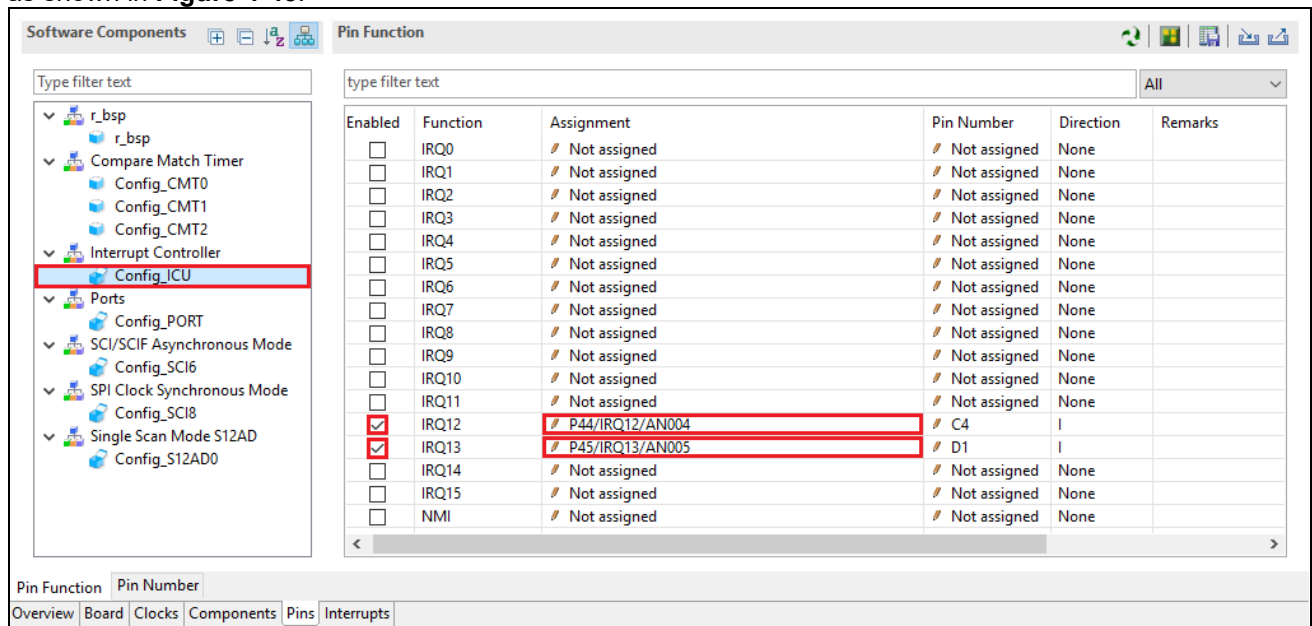 Software Components
Pin Function
Type filter text
type filter text
All
r_bsp
r_bsp
Compare Match Timer
Config_CMT0
Config_CMT1
Config_CMT2
Interrupt Controller
Config_ICU
Ports
Config_PORT
SCI/SCIF Asynchronous Mode
Config_SCI6
SPI Clock Synchronous Mode
Config_SCI8
Single Scan Mode S12AD
Config_S12AD0
Enabled Function Assignment Pin Number Direction Remarks
IRQ0 Not assigned Not assigned None
IRQ1 Not assigned Not assigned None
IRQ2 Not assigned Not assigned None
IRQ3 Not assigned Not assigned None
IRQ4 Not assigned Not assigned None
IRQ5 Not assigned Not assigned None
IRQ6 Not assigned Not assigned None
IRQ7 Not assigned Not assigned None
IRQ8 Not assigned Not assigned None
IRQ9 Not assigned Not assigned None
IRQ10 Not assigned Not assigned None
IRQ11 Not assigned Not assigned None
IRQ12 P44/IRQ12/AN004 C4 I
IRQ13 P45/IRQ13/AN005 D1 I
IRQ14 Not assigned Not assigned None
IRQ15 Not assigned Not assigned None
NMI Not assigned Not assigned None
Pin Function Pin Number
Overview Board Clocks Components Pins Interrupts